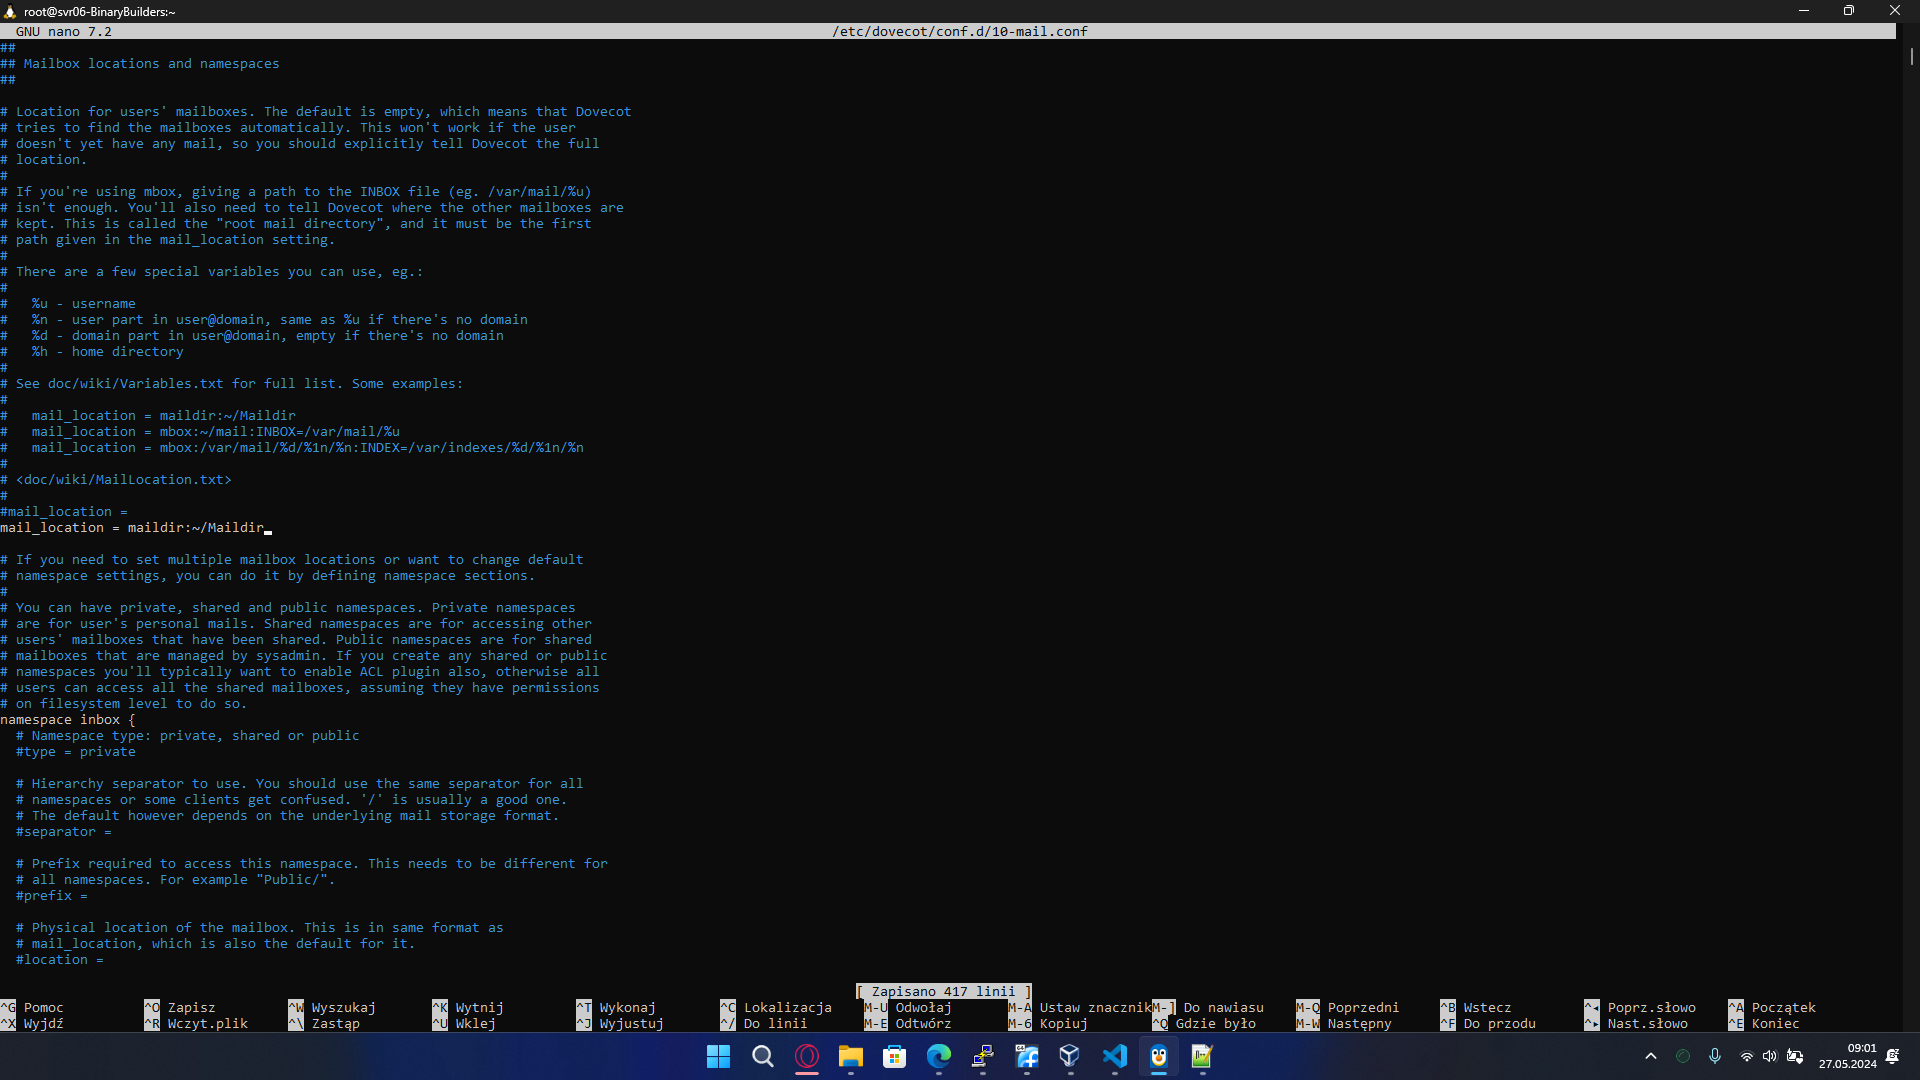 root@svr06-BinaryBuilders:~
GNU nano 7.2 /etc/dovecot/conf.d/10-mail.conf
##
## Mailbox locations and namespaces
##
# Location for users' mailboxes. The default is empty, which means that Dovecot
# tries to find the mailboxes automatically. This won't work if the user
# doesn't yet have any mail, so you should explicitly tell Dovecot the full
# location.
#
# If you're using mbox, giving a path to the INBOX file (eg. /var/mail/%u)
# isn't enough. You'll also need to tell Dovecot where the other mailboxes are
# kept. This is called the "root mail directory", and it must be the first
# path given in the mail_location setting.
#
# There are a few special variables you can use, eg.:
#
#   %u - username
#   %n - user part in user@domain, same as %u if there's no domain
#   %d - domain part in user@domain, empty if there's no domain
#   %h - home directory
#
# See doc/wiki/Variables.txt for full list. Some examples:
#
#   mail_location = maildir:~/Maildir
#   mail_location = mbox:~/mail:INBOX=/var/mail/%u
#   mail_location = mbox:/var/mail/%d/%1n/%n:INDEX=/var/indexes/%d/%1n/%n
#
# <doc/wiki/MailLocation.txt>
#
#mail_location =
mail_location = maildir:~/Maildir
# If you need to set multiple mailbox locations or want to change default
# namespace settings, you can do it by defining namespace sections.
#
# You can have private, shared and public namespaces. Private namespaces
# are for user's personal mails. Shared namespaces are for accessing other
# users' mailboxes that have been shared. Public namespaces are for shared
# mailboxes that are managed by sysadmin. If you create any shared or public
# namespaces you'll typically want to enable ACL plugin also, otherwise all
# users can access all the shared mailboxes, assuming they have permissions
# on filesystem level to do so.
namespace inbox {
  # Namespace type: private, shared or public
  #type = private
  # Hierarchy separator to use. You should use the same separator for all
  # namespaces or some clients get confused. '/' is usually a good one.
  # The default however depends on the underlying mail storage format.
  #separator =
  # Prefix required to access this namespace. This needs to be different for
  # all namespaces. For example "Public/".
  #prefix =
  # Physical location of the mailbox. This is in same format as
  # mail_location, which is also the default for it.
  #location =
[ Zapisano 417 linii ]
^G Pomoc ^O Zapisz ^W Wyszukaj ^K Wytnij ^T Wykonaj ^C Lokalizacja M-U Odwołaj M-A Ustaw znacznik M-] Do nawiasu M-Q Poprzedni ^B Wstecz ^◂ Poprz.słowo ^A Początek
^X Wyjdź ^R Wczyt.plik ^\ Zastąp ^U Wklej ^J Wyjustuj ^/ Do linii M-E Odtwórz M-6 Kopiuj ^Q Gdzie było M-W Następny ^F Do przodu ^▸ Nast.słowo ^E Koniec
09:01
27.05.2024